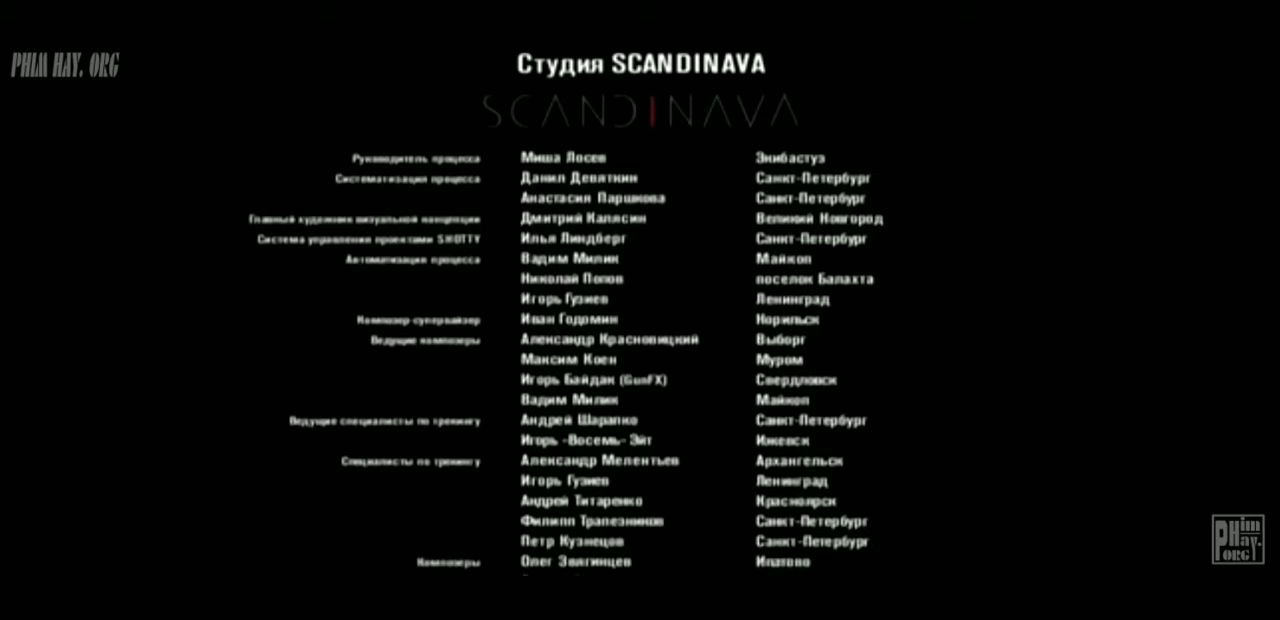 PHIM HAY. ORG
Студия SCANDINAVA
SCANDINAVA
Руководитель процесса Миша Лосев Экибастуз
Систематизация процесса Данил Девяткин Санкт-Петербург
Анастасия Паршкова Санкт-Петербург
Главный художник визуальной концепции Дмитрий Калясин Великий Новгород
Система управления проектами SHOTTY Илья Линдберг Санкт-Петербург
Автоматизация процесса Вадим Милик Майкоп
Николай Попов поселок Балахта
Игорь Гузиев Ленинград
Композер-супервайзер Иван Годомин Норильск
Ведущие композеры Александр Красновицкий Выборг
Максим Коен Муром
Игорь Байдак (GunFX) Свердловск
Вадим Милик Майкоп
Ведущие специалисты по трекингу Андрей Шарапко Санкт-Петербург
Игорь -Восемь- Эйт Ижевск
Специалисты по трекингу Александр Мелентьев Архангельск
Игорь Гузиев Ленинград
Андрей Титаренко Красноярск
Филипп Трапезников Санкт-Петербург
Петр Кузнецов Санкт-Петербург
Композеры Олег Звягинцев Ипатово
PHim
Hay.
ORG